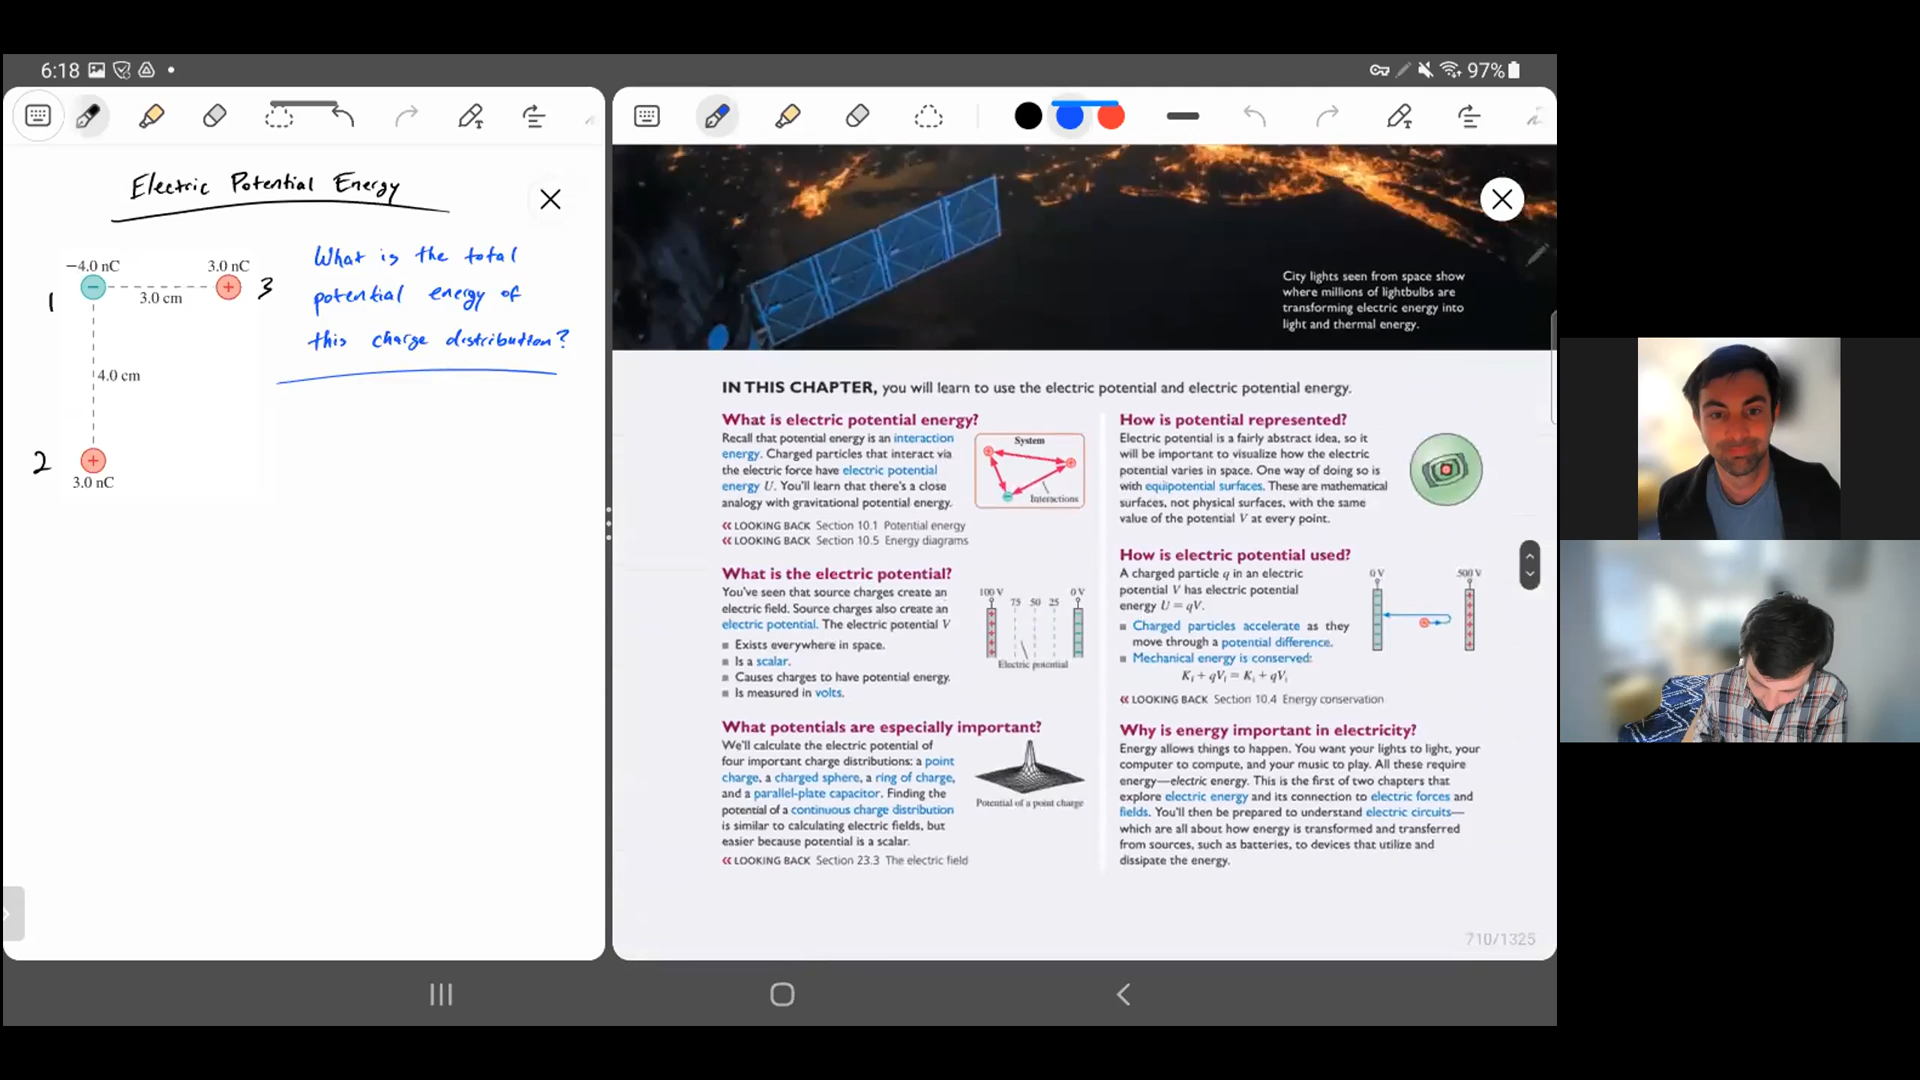 6:18
97%
Electric Potential Energy
−4.0 nC
3.0 nC
1
3
3.0 cm
4.0 cm
2
3.0 nC
What is the total
potential energy of
this charge distribution?
City lights seen from space show
where millions of lightbulbs are
transforming electric energy into
light and thermal energy.
IN THIS CHAPTER, you will learn to use the electric potential and electric potential energy.
What is electric potential energy?
Recall that potential energy is an interaction
energy. Charged particles that interact via
the electric force have electric potential
energy U. You'll learn that there's a close
analogy with gravitational potential energy.
« LOOKING BACK Section 10.1 Potential energy
« LOOKING BACK Section 10.5 Energy diagrams
System
Interactions
What is the electric potential?
You've seen that source charges create an
electric field. Source charges also create an
electric potential. The electric potential V
■ Exists everywhere in space.
■ Is a scalar.
■ Causes charges to have potential energy.
■ Is measured in volts.
100 V
75 50 25
0 V
Electric potential
What potentials are especially important?
We'll calculate the electric potential of
four important charge distributions: a point
charge, a charged sphere, a ring of charge,
and a parallel-plate capacitor. Finding the
potential of a continuous charge distribution
is similar to calculating electric fields, but
easier because potential is a scalar.
« LOOKING BACK Section 23.3 The electric field
Potential of a point charge
How is potential represented?
Electric potential is a fairly abstract idea, so it
will be important to visualize how the electric
potential varies in space. One way of doing so is
with equipotential surfaces. These are mathematical
surfaces, not physical surfaces, with the same
value of the potential V at every point.
How is electric potential used?
A charged particle q in an electric
potential V has electric potential
energy U = qV.
■ Charged particles accelerate as they
move through a potential difference.
■ Mechanical energy is conserved:
« LOOKING BACK Section 10.4 Energy conservation
0 V
500 V
Why is energy important in electricity?
Energy allows things to happen. You want your lights to light, your
computer to compute, and your music to play. All these require
energy—electric energy. This is the first of two chapters that
explore electric energy and its connection to electric forces and
fields. You'll then be prepared to understand electric circuits—
which are all about how energy is transformed and transferred
from sources, such as batteries, to devices that utilize and
dissipate the energy.
710/1325